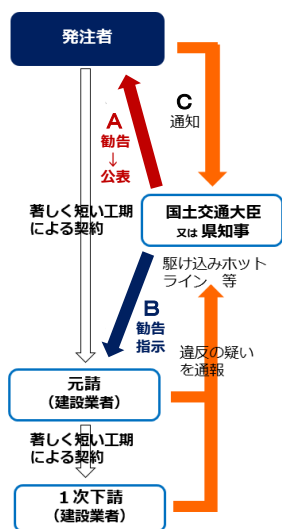 発注者
C
通知
A
勧告
↓
公表
著しく短い工期
による契約
国土交通大臣
又は 県知事
駆け込みホット
ライン 等
B
勧告
指示
違反の疑い
を通報
元請
（建設業者）
著しく短い工期
による契約
１次下請
（建設業者）